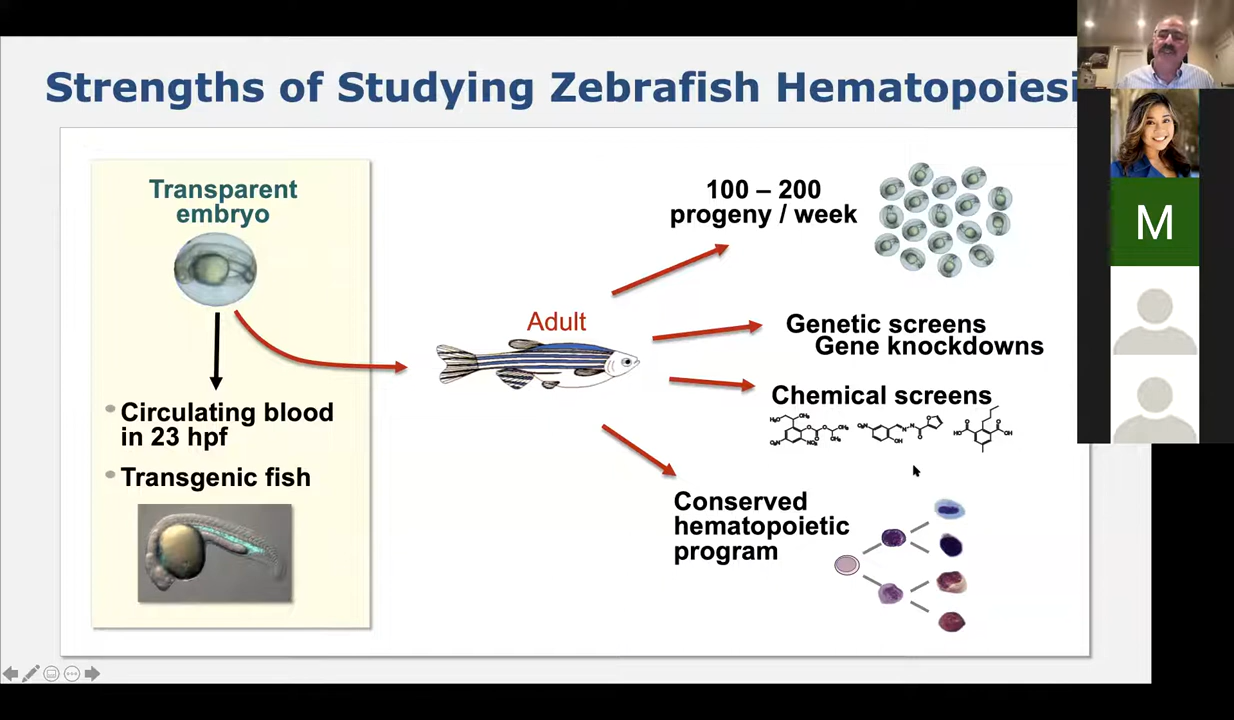 Strengths of Studying Zebrafish Hematopoiesi
Transparent
embryo
Circulating blood
in 23 hpf
Transgenic fish
Adult
100 – 200
progeny / week
Genetic screens
Gene knockdowns
Chemical screens
Conserved
hematopoietic
program
M